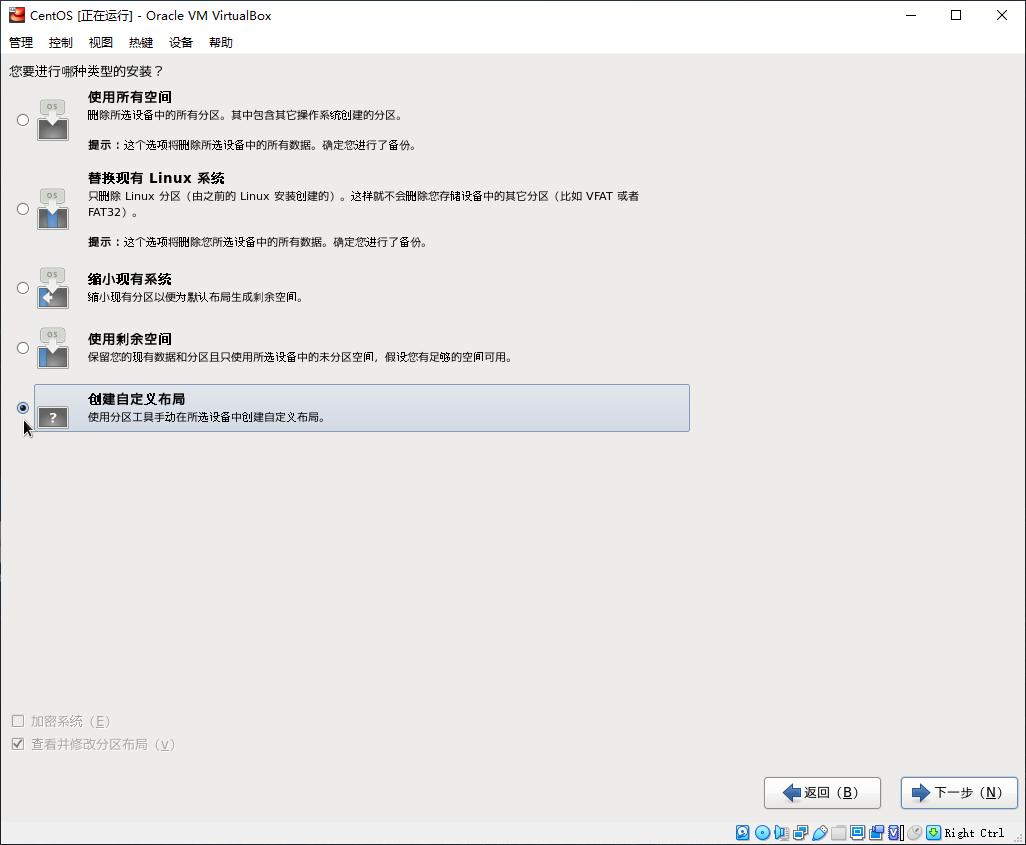 CentOS [正在运行] - Oracle VM VirtualBox
管理 控制 视图 热键 设备 帮助
您要进行哪种类型的安装？
OS
使用所有空间
删除所选设备中的所有分区。其中包含其它操作系统创建的分区。
提示：这个选项将删除所选设备中的所有数据。确定您进行了备份。
OS
替换现有 Linux 系统
只删除 Linux 分区（由之前的 Linux 安装创建的）。这样就不会删除您存储设备中的其它分区（比如 VFAT 或者
FAT32）。
提示：这个选项将删除您所选设备中的所有数据。确定您进行了备份。
OS
缩小现有系统
缩小现有分区以便为默认布局生成剩余空间。
OS
使用剩余空间
保留您的现有数据和分区且只使用所选设备中的未分区空间，假设您有足够的空间可用。
?
创建自定义布局
使用分区工具手动在所选设备中创建自定义布局。
加密系统（E）
查看并修改分区布局（V）
返回（B） 下一步（N）
Right Ctrl